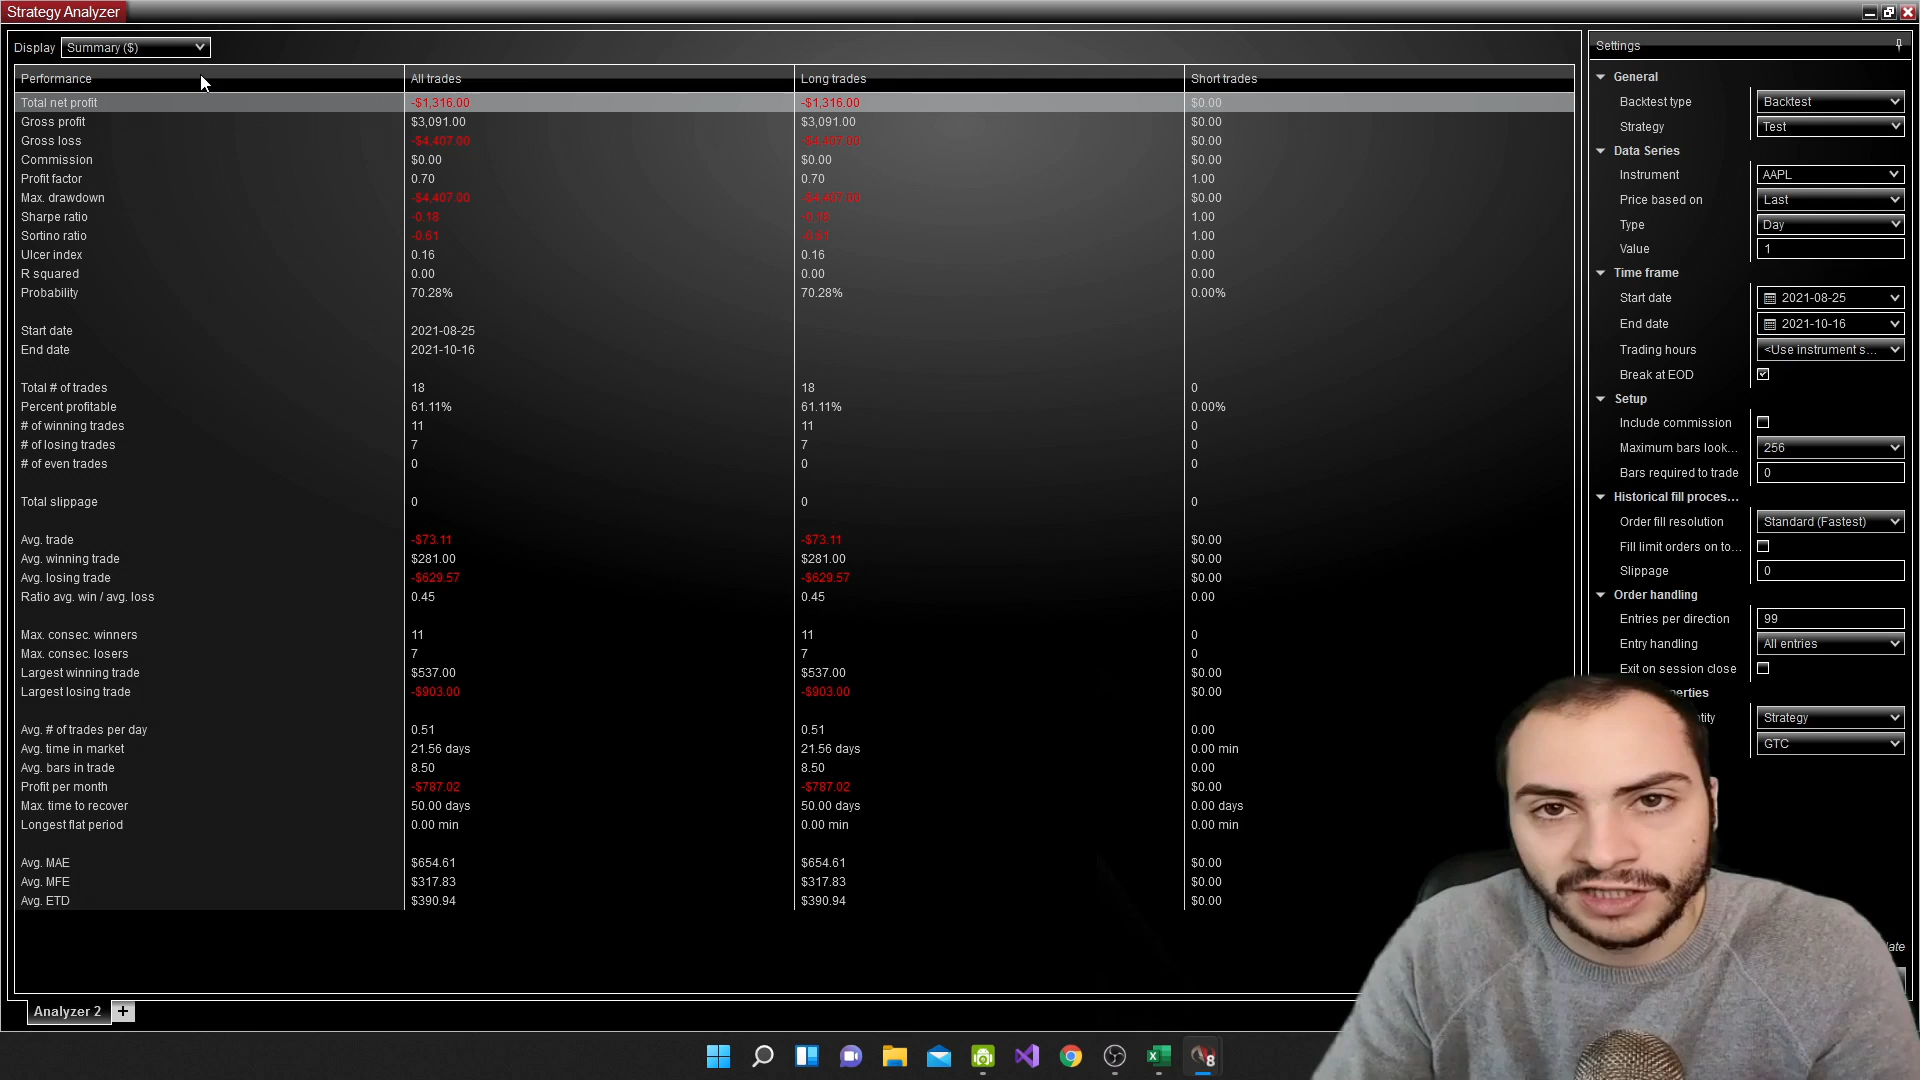 Strategy Analyzer
Display Summary ($)
Performance All trades Long trades Short trades
Total net profit -$1,316.00 -$1,316.00 $0.00
Gross profit $3,091.00 $3,091.00 $0.00
Gross loss -$4,407.00 -$4,407.00 $0.00
Commission $0.00 $0.00 $0.00
Profit factor 0.70 0.70 1.00
Max. drawdown -$4,407.00 -$4,407.00 $0.00
Sharpe ratio -0.18 -0.18 1.00
Sortino ratio -0.61 -0.61 1.00
Ulcer index 0.16 0.16 0.00
R squared 0.00 0.00 0.00
Probability 70.28% 70.28% 0.00%
Start date 2021-08-25
End date 2021-10-16
Total # of trades 18 18 0
Percent profitable 61.11% 61.11% 0.00%
# of winning trades 11 11 0
# of losing trades 7 7 0
# of even trades 0 0 0
Total slippage 0 0 0
Avg. trade -$73.11 -$73.11 $0.00
Avg. winning trade $281.00 $281.00 $0.00
Avg. losing trade -$629.57 -$629.57 $0.00
Ratio avg. win / avg. loss 0.45 0.45 0.00
Max. consec. winners 11 11 0
Max. consec. losers 7 7 0
Largest winning trade $537.00 $537.00 $0.00
Largest losing trade -$903.00 -$903.00 $0.00
Avg. # of trades per day 0.51 0.51 0.00
Avg. time in market 21.56 days 21.56 days 0.00 min
Avg. bars in trade 8.50 8.50 0.00
Profit per month -$787.02 -$787.02 $0.00
Max. time to recover 50.00 days 50.00 days 0.00 days
Longest flat period 0.00 min 0.00 min 0.00 min
Avg. MAE $654.61 $654.61 $0.00
Avg. MFE $317.83 $317.83 $0.00
Avg. ETD $390.94 $390.94 $0.00
Analyzer 2 +
Settings
General
Backtest type Backtest
Strategy Test
Data Series
Instrument AAPL
Price based on Last
Type Day
Value 1
Time frame
Start date 2021-08-25
End date 2021-10-16
Trading hours <Use instrument s...
Break at EOD
Setup
Include commission
Maximum bars look... 256
Bars required to trade 0
Historical fill proces...
Order fill resolution Standard (Fastest)
Fill limit orders on to...
Slippage 0
Order handling
Entries per direction 99
Entry handling All entries
Exit on session close
erties
tity Strategy
GTC
late
8